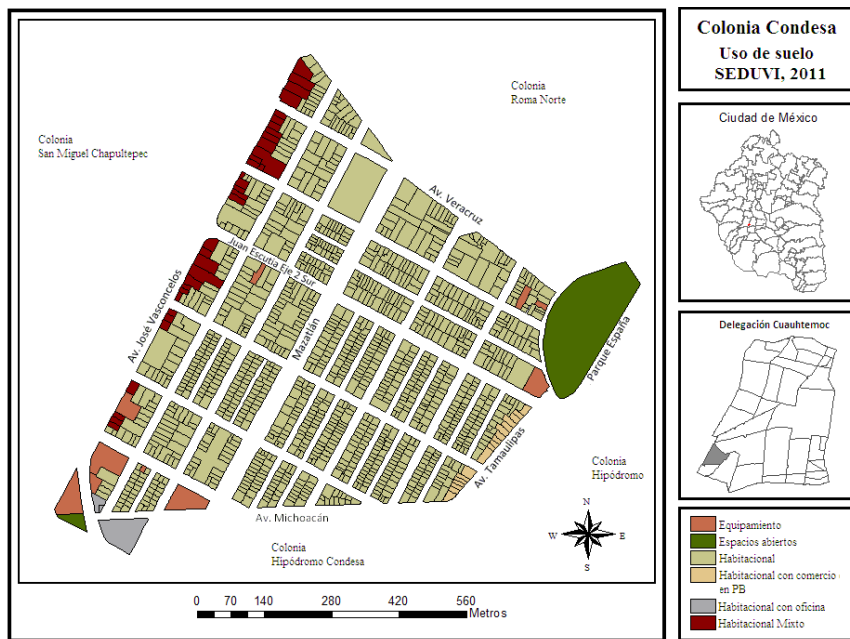 Colonia Condesa
Uso de suelo
SEDUVI, 2011
Colonia
Roma Norte
Colonia
San Miguel Chapultepec
Av. Veracruz
Juan Escutia Eje 2 Sur
Av. José Vasconcelos
Mazatlán
Parque España
Av. Tamaulipas
Colonia
Hipódromo
Av. Michoacán
Colonia
Hipódromo Condesa
N
W
E
S
0 70 140 280 420 560
Metros
Ciudad de México
Delegación Cuauhtemoc
Equipamiento
Espacios abiertos
Habitacional
Habitacional con comercio
en PB
Habitacional con oficina
Habitacional Mixto